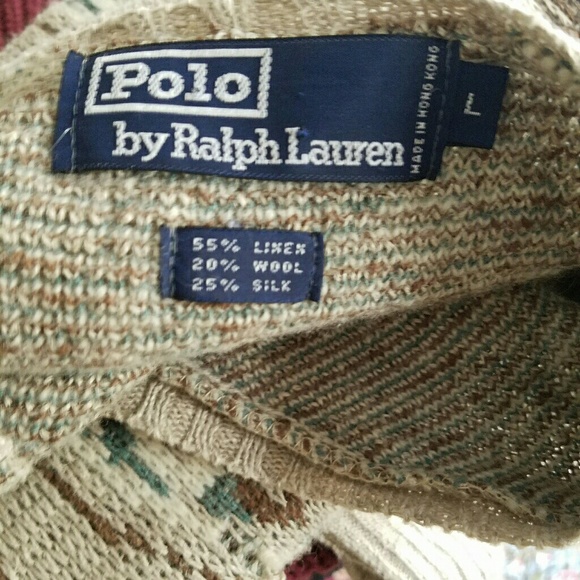 Polo
by Ralph Lauren
MADE IN HONG KONG
L
55% LINEN
20% WOOL
25% SILK